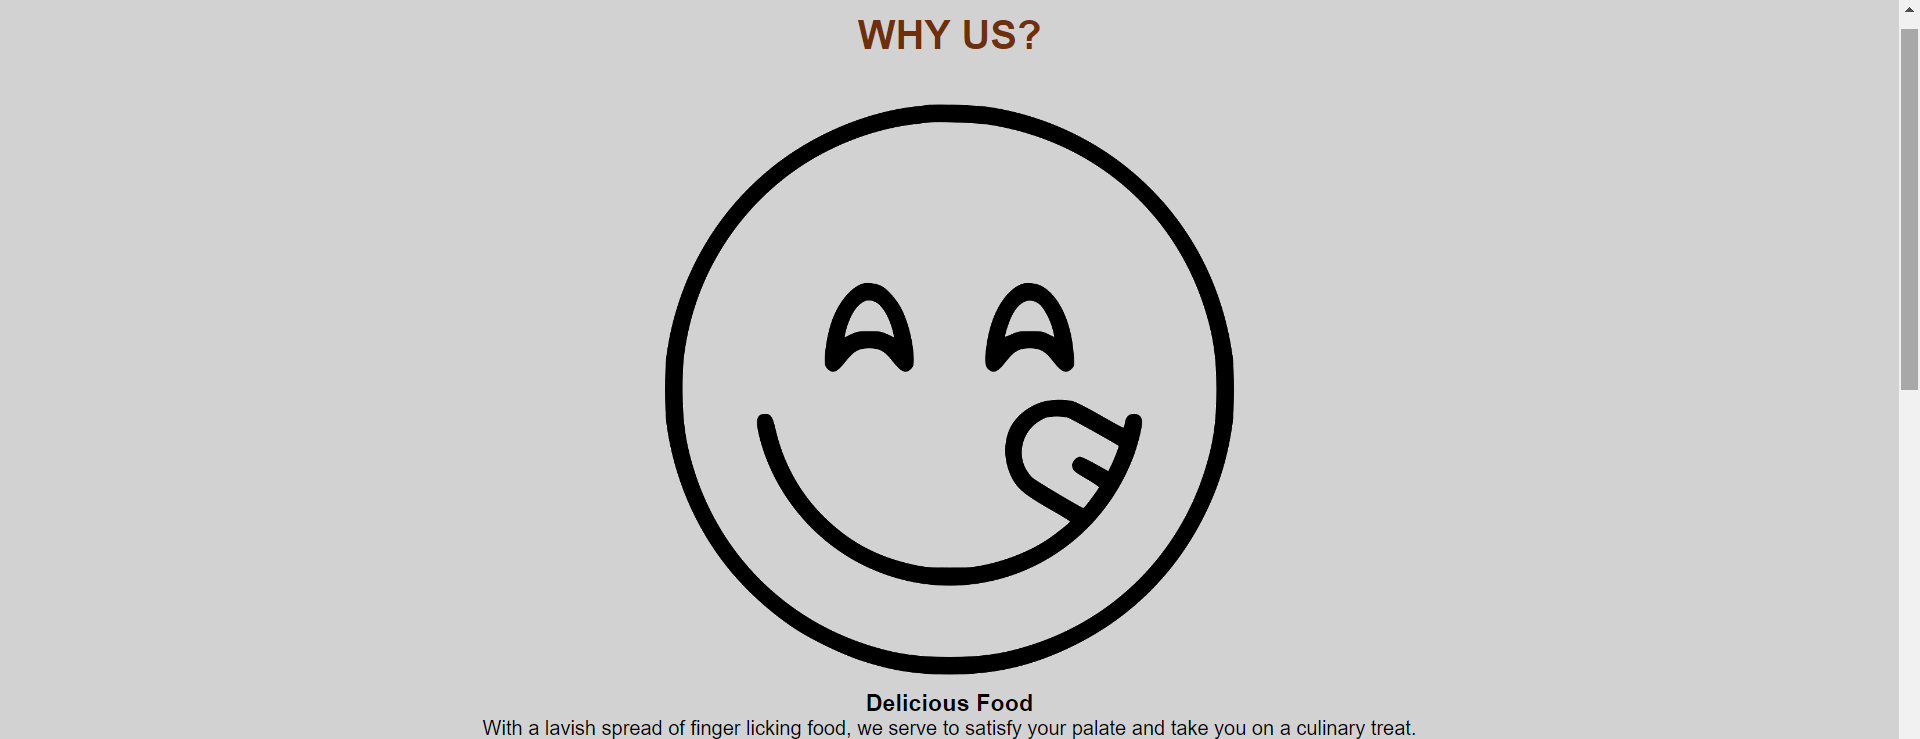 WHY US?
Delicious Food
With a lavish spread of finger licking food, we serve to satisfy your palate and take you on a culinary treat.